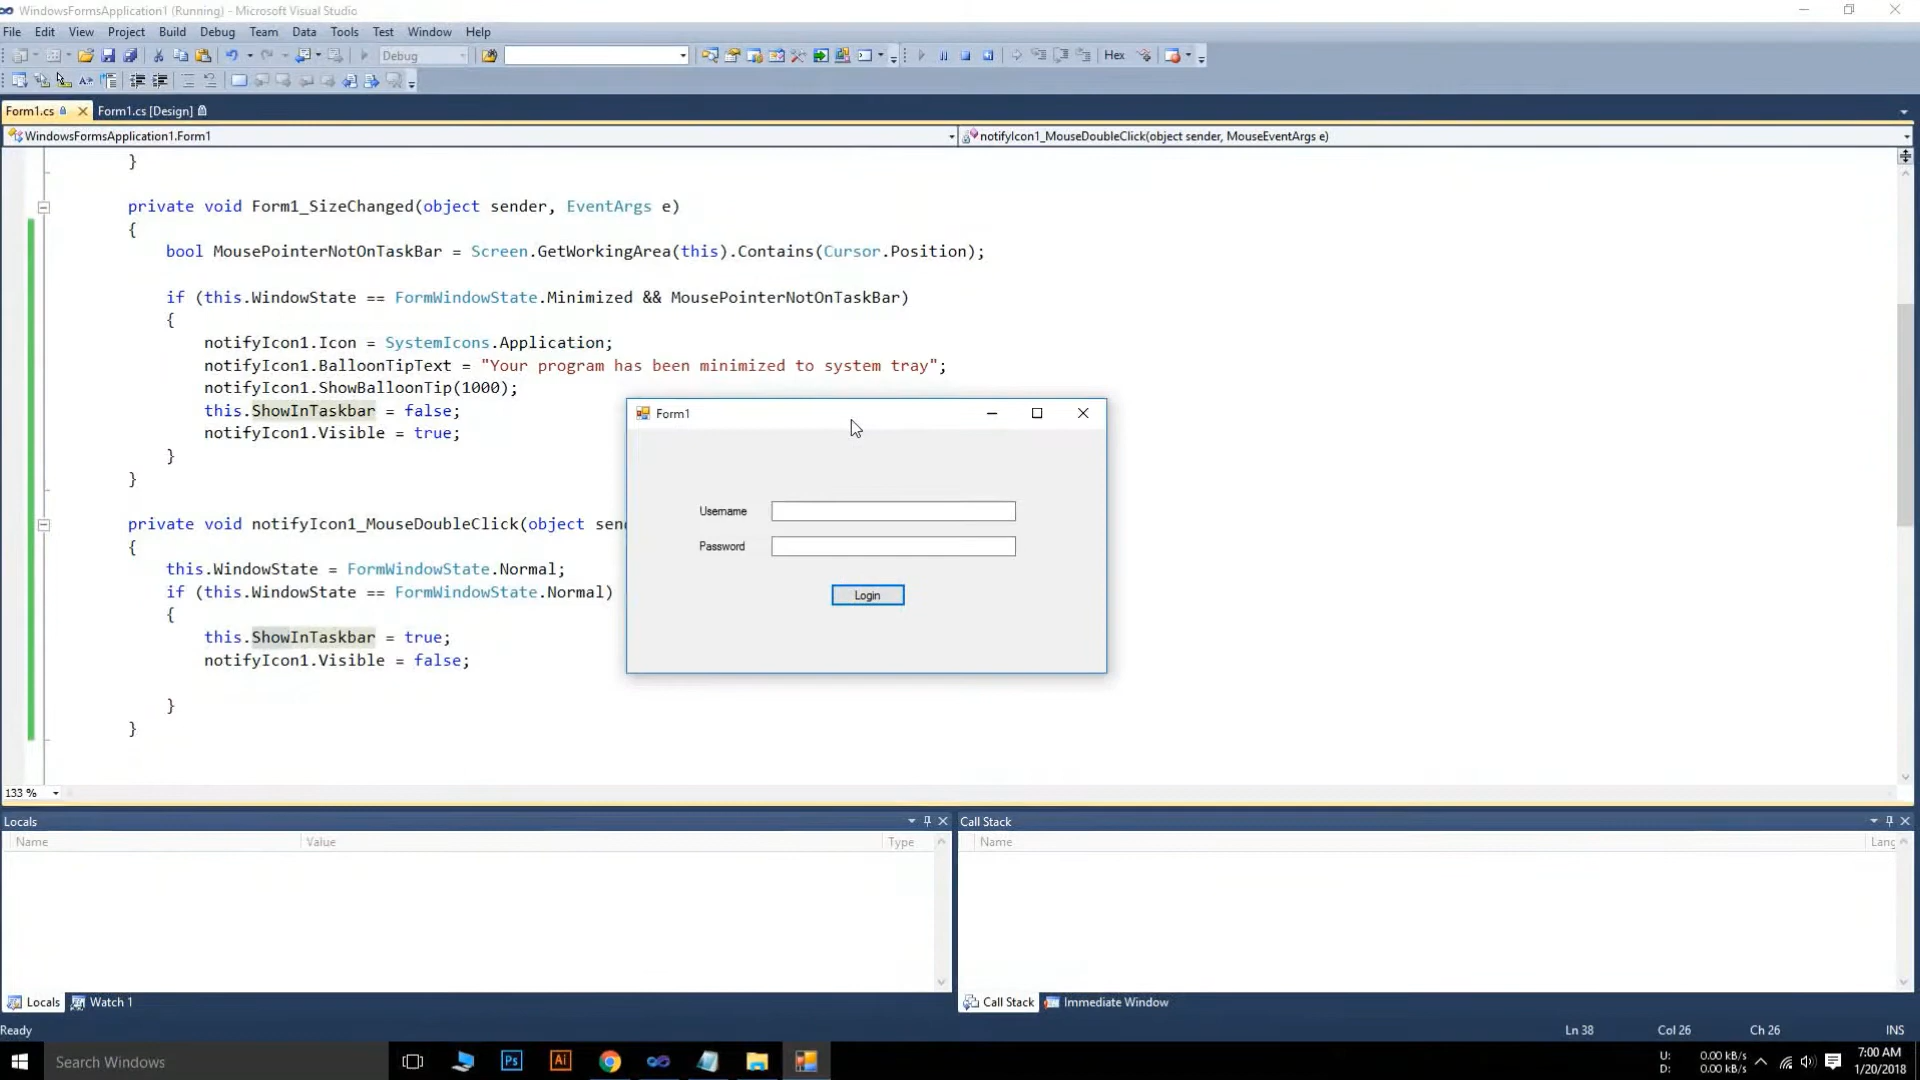 WindowsFormsApplication1 (Running) - Microsoft Visual Studio
File Edit View Project Build Debug Team Data Tools Test Window Help
Debug
Hex
Form1.cs
Form1.cs [Design]
WindowsFormsApplication1.Form1
notifyIcon1_MouseDoubleClick(object sender, MouseEventArgs e)
}
private void Form1_SizeChanged(object sender, EventArgs e)
{
bool MousePointerNotOnTaskBar = Screen.GetWorkingArea(this).Contains(Cursor.Position);
if (this.WindowState == FormWindowState.Minimized && MousePointerNotOnTaskBar)
{
notifyIcon1.Icon = SystemIcons.Application;
notifyIcon1.BalloonTipText = "Your program has been minimized to system tray";
notifyIcon1.ShowBalloonTip(1000);
this.ShowInTaskbar = false;
notifyIcon1.Visible = true;
}
}
private void notifyIcon1_MouseDoubleClick(object sen
{
this.WindowState = FormWindowState.Normal;
if (this.WindowState == FormWindowState.Normal)
{
this.ShowInTaskbar = true;
notifyIcon1.Visible = false;
}
}
Form1
Username
Password
Login
133 %
Locals
Name Value Type
Call Stack
Name Lang
Locals Watch 1
Call Stack Immediate Window
Ready
Ln 38 Col 26 Ch 26 INS
Search Windows
Ps
Ai
U: 0.00 kB/s
D: 0.00 kB/s
7:00 AM
1/20/2018